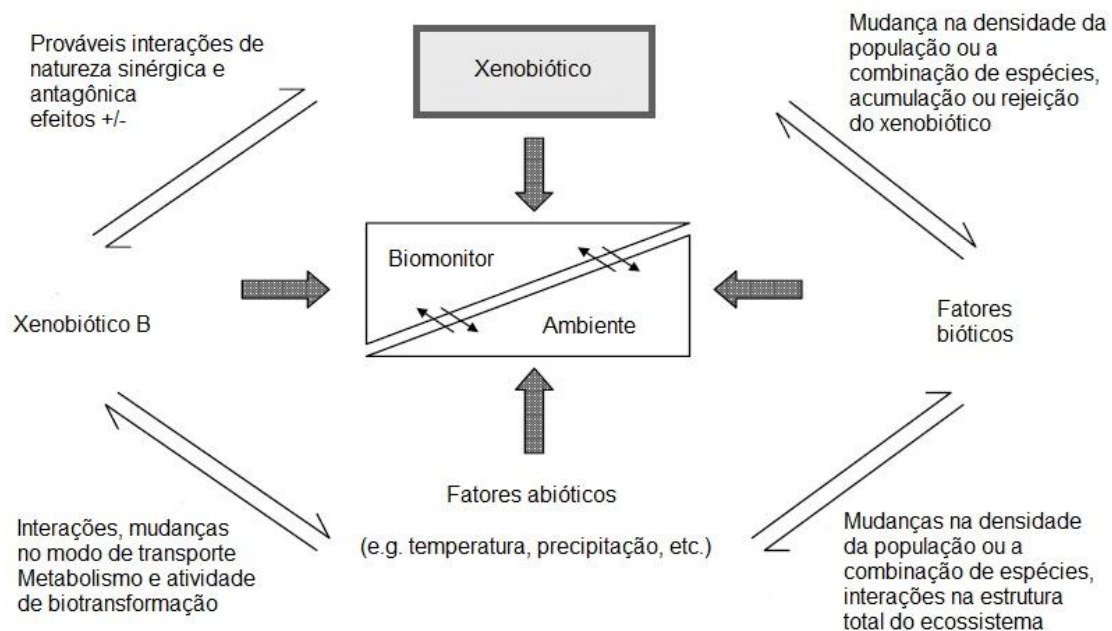 Prováveis interações de
natureza sinérgica e
antagônica
efeitos +/-
Xenobiótico
Mudança na densidade da
população ou a
combinação de espécies,
acumulação ou rejeição
do xenobiótico
Biomonitor
Ambiente
Xenobiótico B
Fatores
bióticos
Fatores abióticos
(e.g. temperatura, precipitação, etc.)
Interações, mudanças
no modo de transporte
Metabolismo e atividade
de biotransformação
Mudanças na densidade
da população ou a
combinação de espécies,
interações na estrutura
total do ecossistema